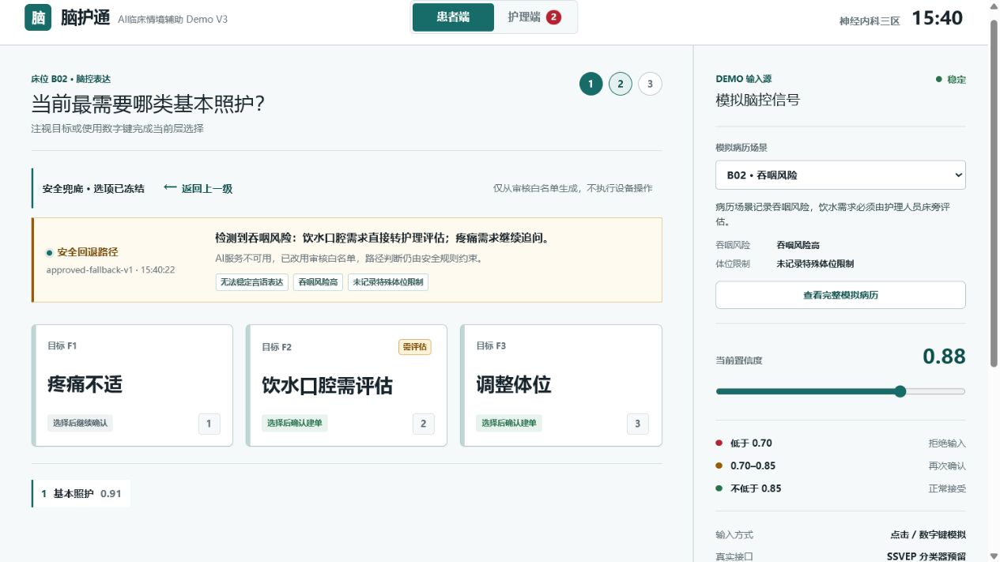 脑 脑护通 AI临床情境辅助 Demo V3
患者端 护理端 2
神经内科三区 15:40
床位 B02 • 脑控表达
当前最需要哪类基本照护?
注视目标或使用数字键完成当前层选择
1 2 3
安全兜底 • 选项已冻结 ← 返回上一级 仅从审核白名单生成，不执行设备操作
安全回退路径
approved-fallback-v1 · 15:40:22
检测到吞咽风险：饮水口腔需求直接转护理评估；疼痛需求继续追问。
AI服务不可用，已改用审核白名单，路径判断仍由安全规则约束。
无法稳定言语表达 吞咽风险高 未记录特殊体位限制
目标 F1
疼痛不适
选择后继续确认 1
目标 F2 需评估
饮水口腔需评估
选择后确认建单 2
目标 F3
调整体位
选择后确认建单 3
1 基本照护 0.91
DEMO 输入源 稳定
模拟脑控信号
模拟病历场景
B02 • 吞咽风险
病历场景记录吞咽风险，饮水需求必须由护理人员床旁评
估。
吞咽风险 吞咽风险高
体位限制 未记录特殊体位限制
查看完整模拟病历
当前置信度 0.88
低于 0.70 拒绝输入
0.70–0.85 再次确认
不低于 0.85 正常接受
输入方式 点击 / 数字键模拟
真实接口 SSVEP 分类器预留